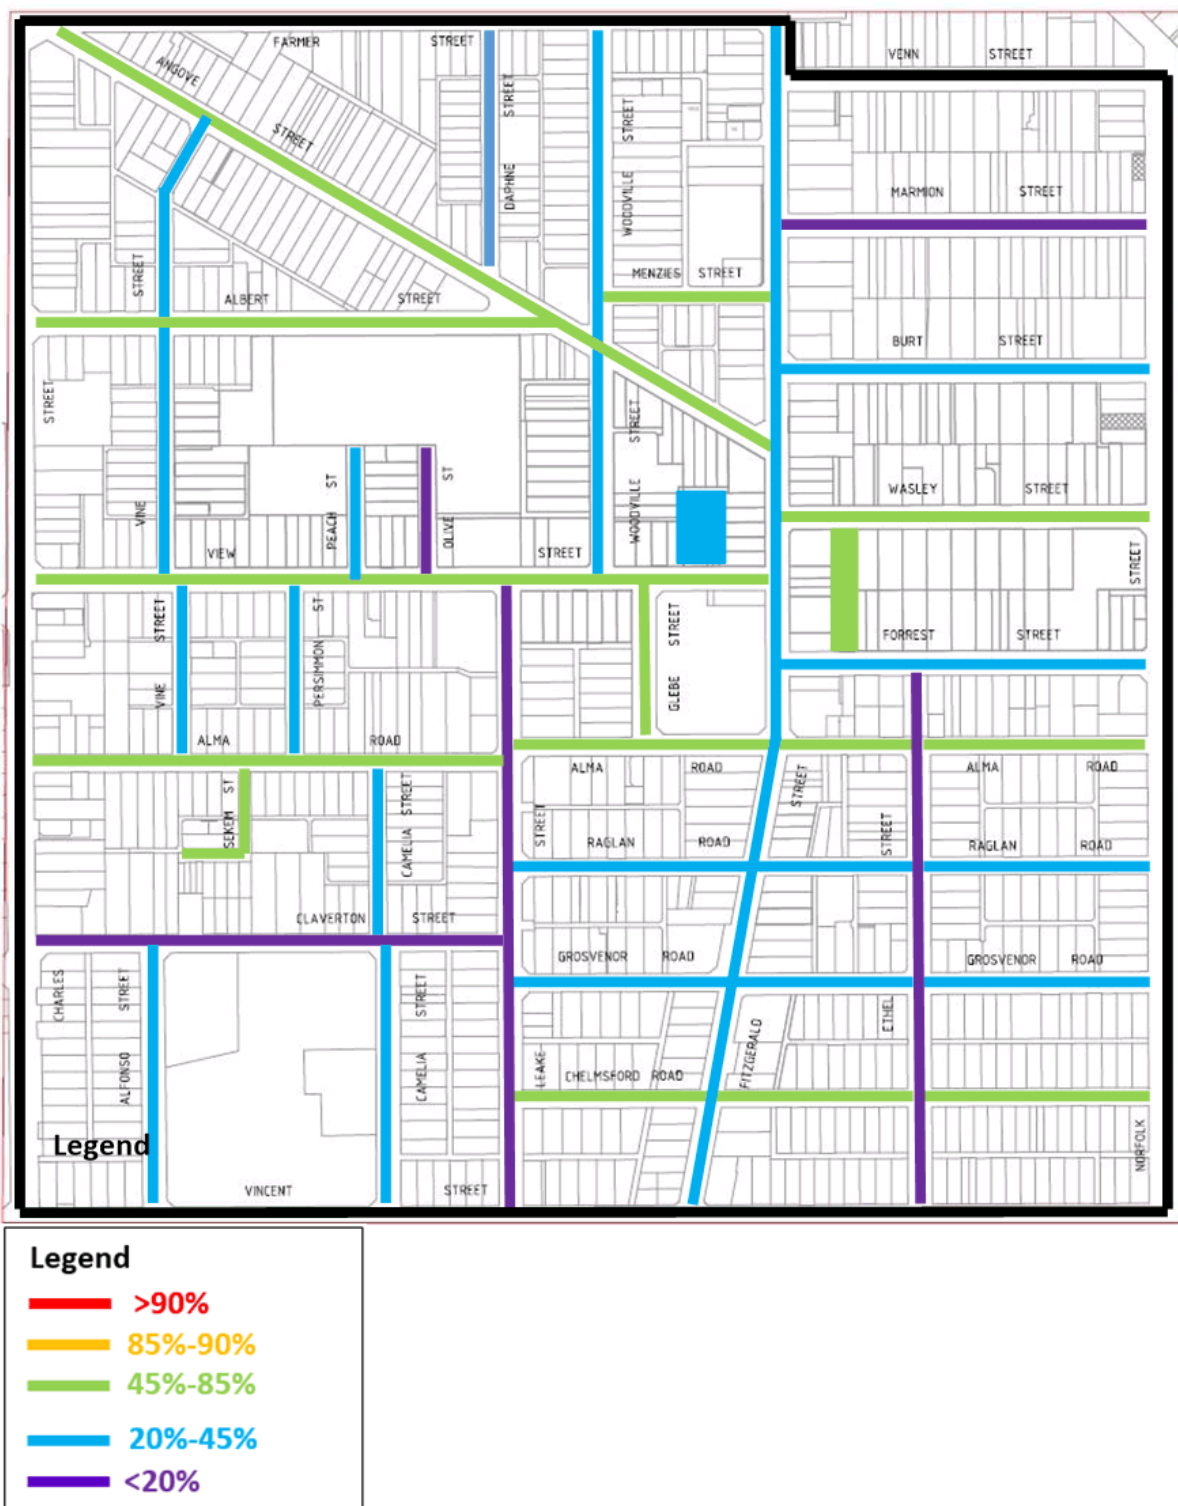 FARMER STREET
VENN STREET
ANGOVE
STREET
STREET
DAPHNE
STREET
WOODVILLE
MARMION STREET
STREET
MENZIES STREET
ALBERT STREET
BURT STREET
STREET
STREET
WOODVILLE
VINE
PEACH ST
OLIVE ST
WASLEY STREET
VIEW STREET
STREET
STREET
VINE
ST
PERSIMMON
STREET
GLEBE
FORREST STREET
ALMA ROAD
ALMA ROAD
ALMA ROAD
SEKEM ST
STREET
CAMELIA
STREET
STREET
STREET
RAGLAN ROAD
RAGLAN ROAD
CLAVERTON STREET
GROSVENOR ROAD
GROSVENOR ROAD
CHARLES
STREET
ALFONSO
STREET
CAMELIA
LEAKE
CHELMSFORD ROAD
FITZGERALD
ETHEL
NORFOLK
Legend
VINCENT STREET
Legend
>90%
85%-90%
45%-85%
20%-45%
<20%